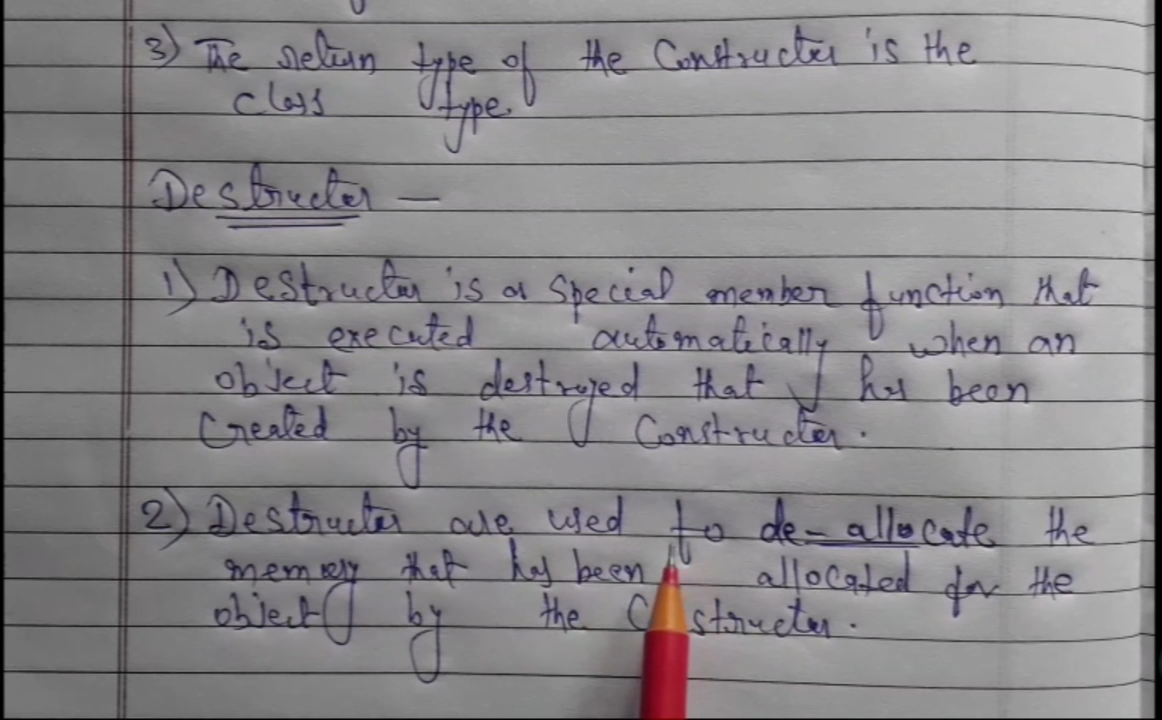 3) The return type of the Constructor is the
class type.
Destructor —
1) Destructor is a special member function that
is executed automatically when an
object is destroyed that has been
Created by the Constructor.
2) Destructor are used to de-allocate the
memory that has been allocated for the
object by the structor.